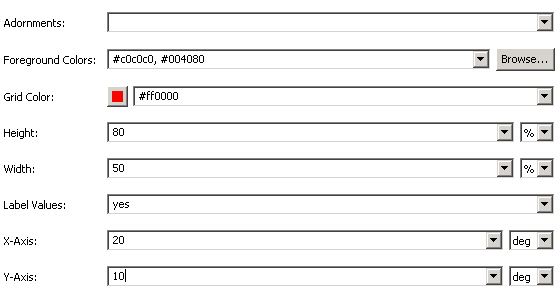 Adornments:
Foreground Colors: #c0c0c0, #004080 Browse...
Grid Color: #ff0000
Height: 80 %
Width: 50 %
Label Values: yes
X-Axis: 20 deg
Y-Axis: 10 deg